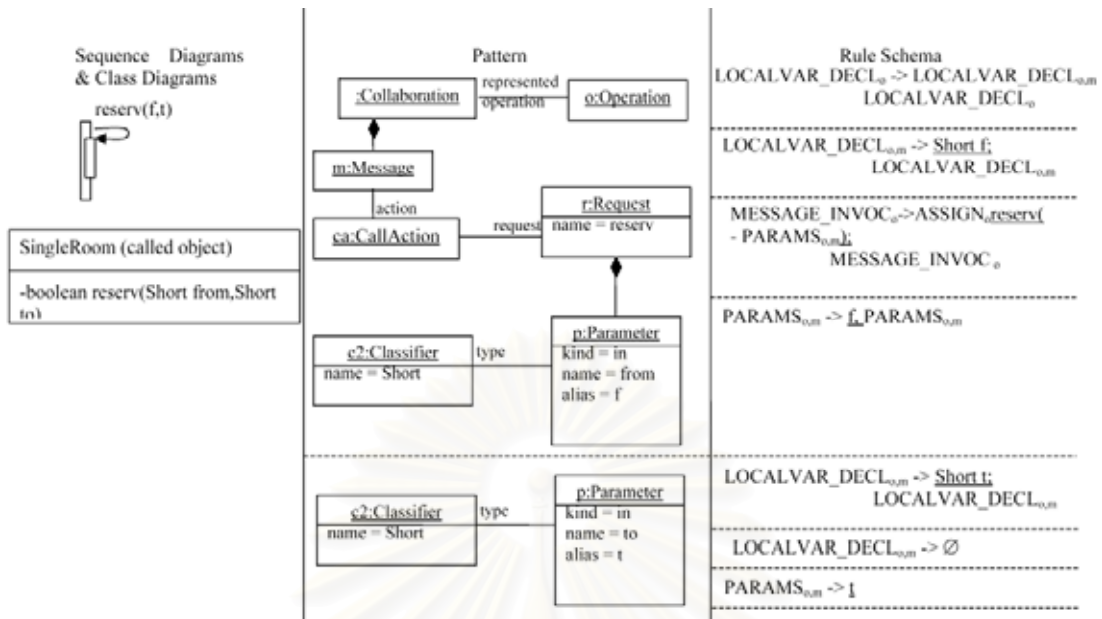 Sequence Diagrams
& Class Diagrams
reserv(f,t)
SingleRoom (called object)
-boolean reserv(Short from,Short
to)
Pattern
:Collaboration
represented
operation
o:Operation
m:Message
action
ca:CallAction
request
r:Request
name = reserv
c2:Classifier
name = Short
type
p:Parameter
kind = in
name = from
alias = f
c2:Classifier
name = Short
type
p:Parameter
kind = in
name = to
alias = t
Rule Schema
LOCALVAR_DECLo -> LOCALVAR_DECLo,m
LOCALVAR_DECLo
LOCALVAR_DECLo,m -> Short f;
LOCALVAR_DECLo,m
MESSAGE_INVOCo->ASSIGNoreserv(
- PARAMSo,m);
MESSAGE_INVOC o
PARAMSo,m -> f, PARAMSo,m
LOCALVAR_DECLo,m -> Short t;
LOCALVAR_DECLo,m
LOCALVAR_DECLo,m -> ∅
PARAMSo,m -> t